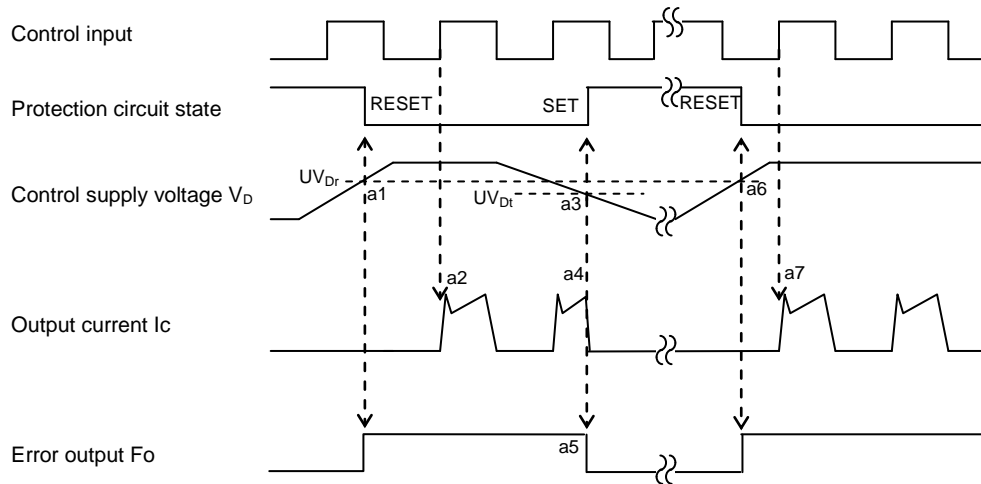 Control input
Protection circuit state
RESET
SET
RESET
Control supply voltage VD
UVDr
a1
UVDt
a3
a6
Output current Ic
a2
a4
a7
Error output Fo
a5